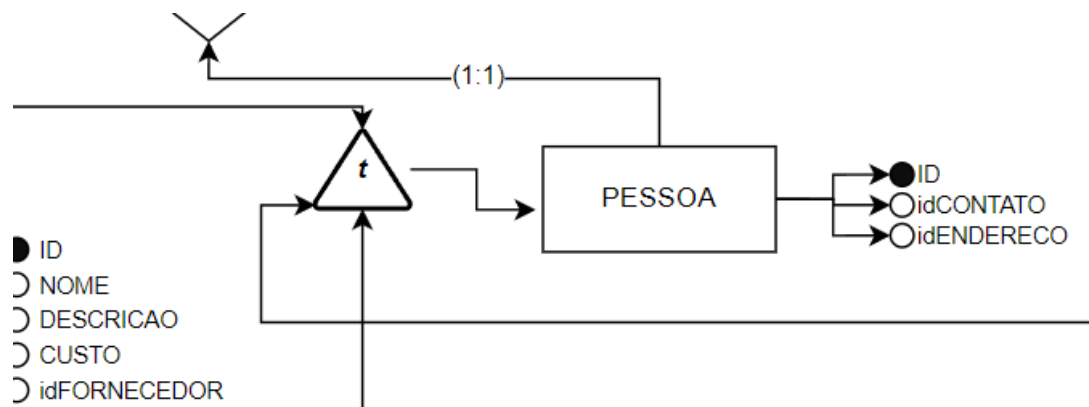 (1:1)
t
PESSOA
ID
idCONTATO
idENDERECO
ID
NOME
DESCRICAO
CUSTO
idFORNECEDOR